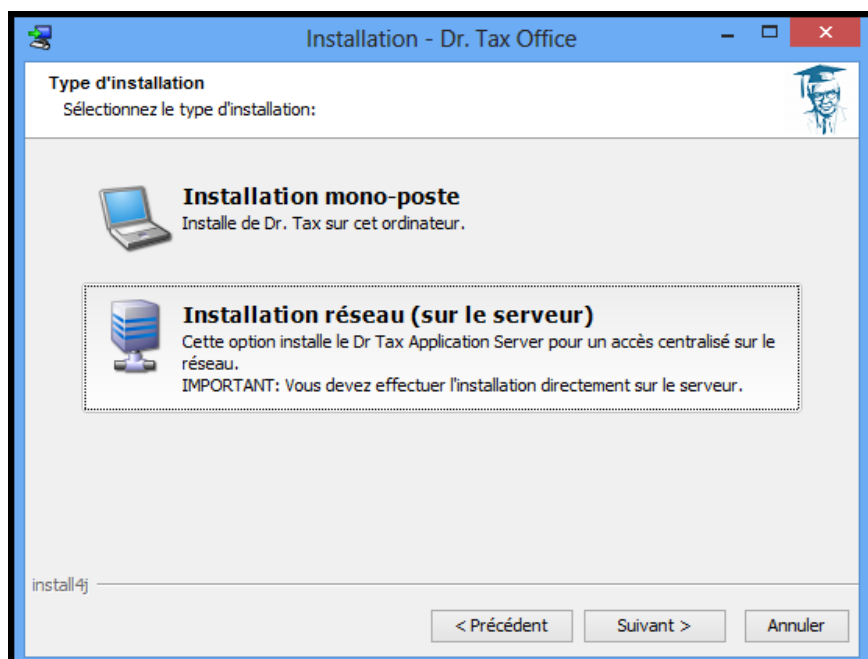 Installation - Dr. Tax Office
Type d'installation
Sélectionnez le type d'installation:
Installation mono-poste
Installe de Dr. Tax sur cet ordinateur.
Installation réseau (sur le serveur)
Cette option installe le Dr Tax Application Server pour un accès centralisé sur le
réseau.
IMPORTANT: Vous devez effectuer l'installation directement sur le serveur.
install4j
< Précédent
Suivant >
Annuler